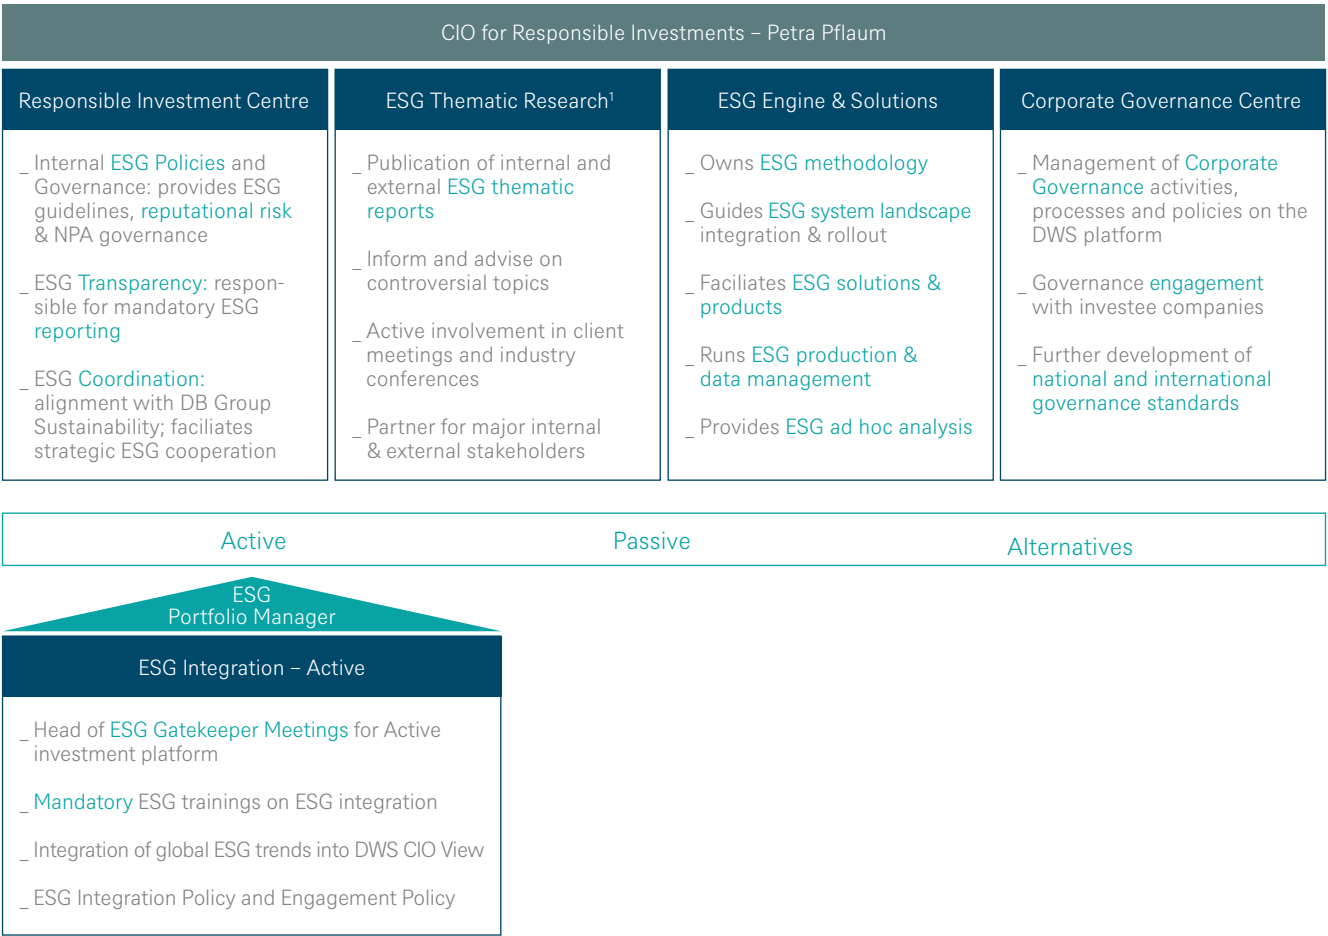 CIO for Responsible Investments – Petra Pflaum
Responsible Investment Centre
_ Internal ESG Policies and
Governance: provides ESG
guidelines, reputational risk
& NPA governance
_ ESG Transparency: respon-
sible for mandatory ESG
reporting
_ ESG Coordination:
alignment with DB Group
Sustainability; faciliates
strategic ESG cooperation
ESG Thematic Research¹
_ Publication of internal and
external ESG thematic
reports
_ Inform and advise on
controversial topics
_ Active involvement in client
meetings and industry
conferences
_ Partner for major internal
& external stakeholders
ESG Engine & Solutions
_ Owns ESG methodology
_ Guides ESG system landscape
integration & rollout
_ Faciliates ESG solutions &
products
_ Runs ESG production &
data management
_ Provides ESG ad hoc analysis
Corporate Governance Centre
_ Management of Corporate
Governance activities,
processes and policies on the
DWS platform
_ Governance engagement
with investee companies
_ Further development of
national and international
governance standards
Active
Passive
Alternatives
ESG
Portfolio Manager
ESG Integration – Active
_ Head of ESG Gatekeeper Meetings for Active
investment platform
_ Mandatory ESG trainings on ESG integration
_ Integration of global ESG trends into DWS CIO View
_ ESG Integration Policy and Engagement Policy